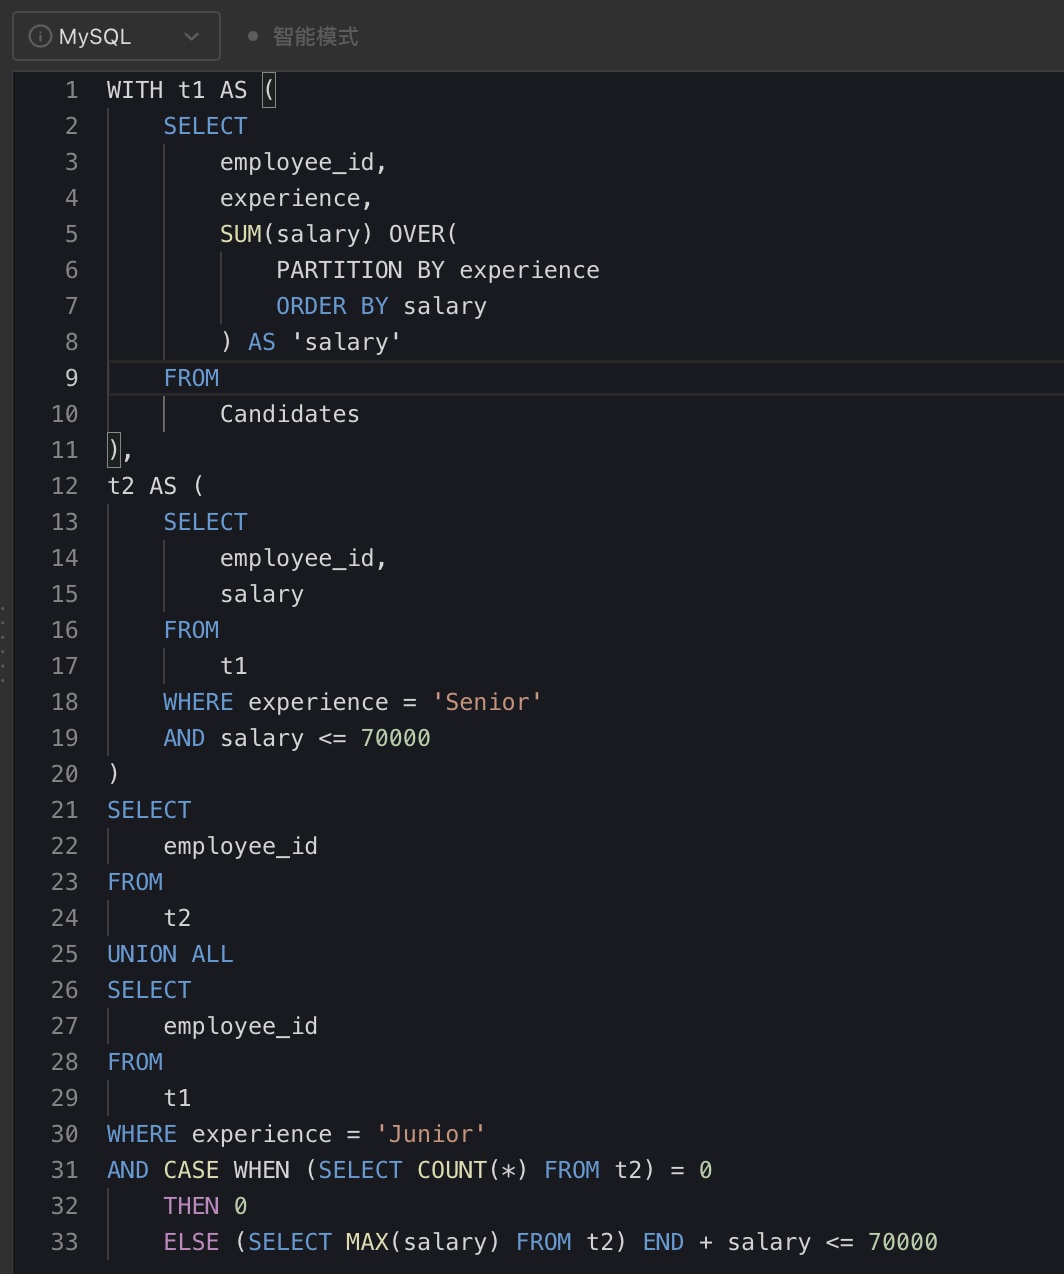 MySQL 智能模式
1 WITH t1 AS (
2     SELECT
3         employee_id,
4         experience,
5         SUM(salary) OVER(
6             PARTITION BY experience
7             ORDER BY salary
8         ) AS 'salary'
9     FROM
10         Candidates
11 ),
12 t2 AS (
13     SELECT
14         employee_id,
15         salary
16     FROM
17         t1
18     WHERE experience = 'Senior'
19     AND salary <= 70000
20 )
21 SELECT
22     employee_id
23 FROM
24     t2
25 UNION ALL
26 SELECT
27     employee_id
28 FROM
29     t1
30 WHERE experience = 'Junior'
31 AND CASE WHEN (SELECT COUNT(*) FROM t2) = 0
32     THEN 0
33     ELSE (SELECT MAX(salary) FROM t2) END + salary <= 70000